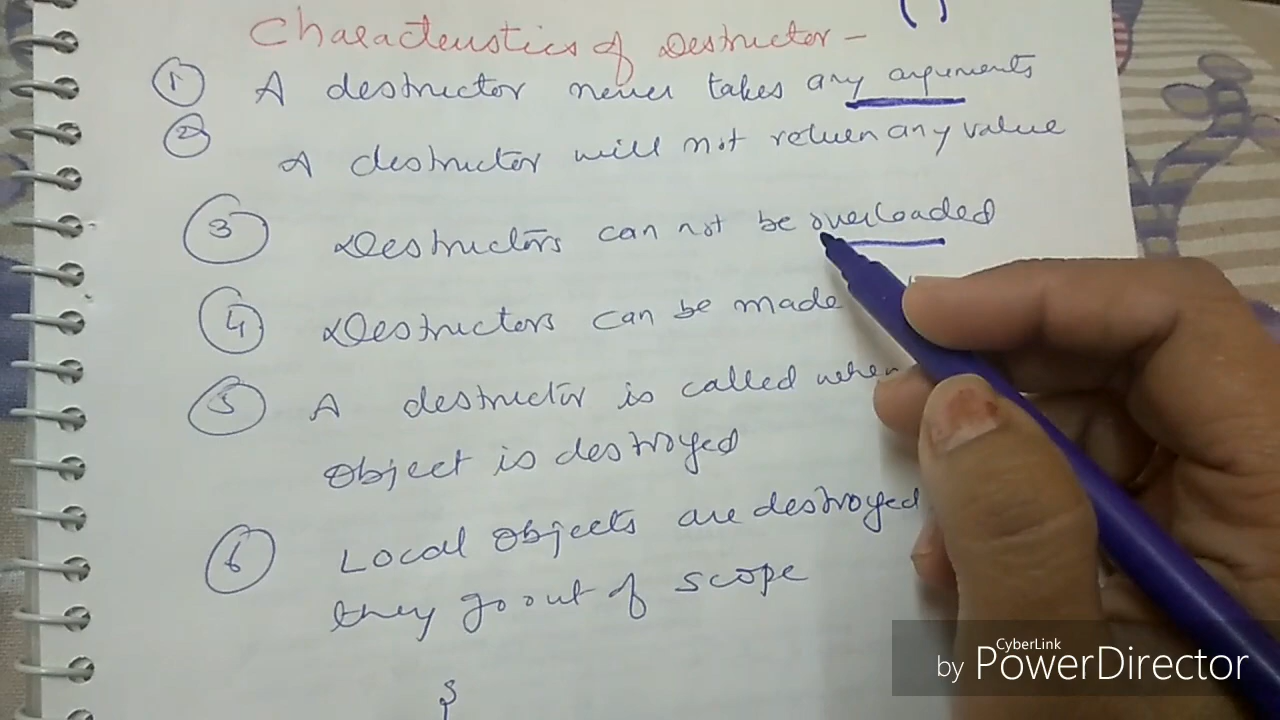 ()
Characteristics of Destructor –
1 A destructor never takes any arguments
2 A destructor will not return any value
3 Destructors can not be overloaded
4 Destructors can be made
5 A destructor is called when
object is destroyed
6 Local objects are destroyed
they go out of scope
CyberLink
by PowerDirector